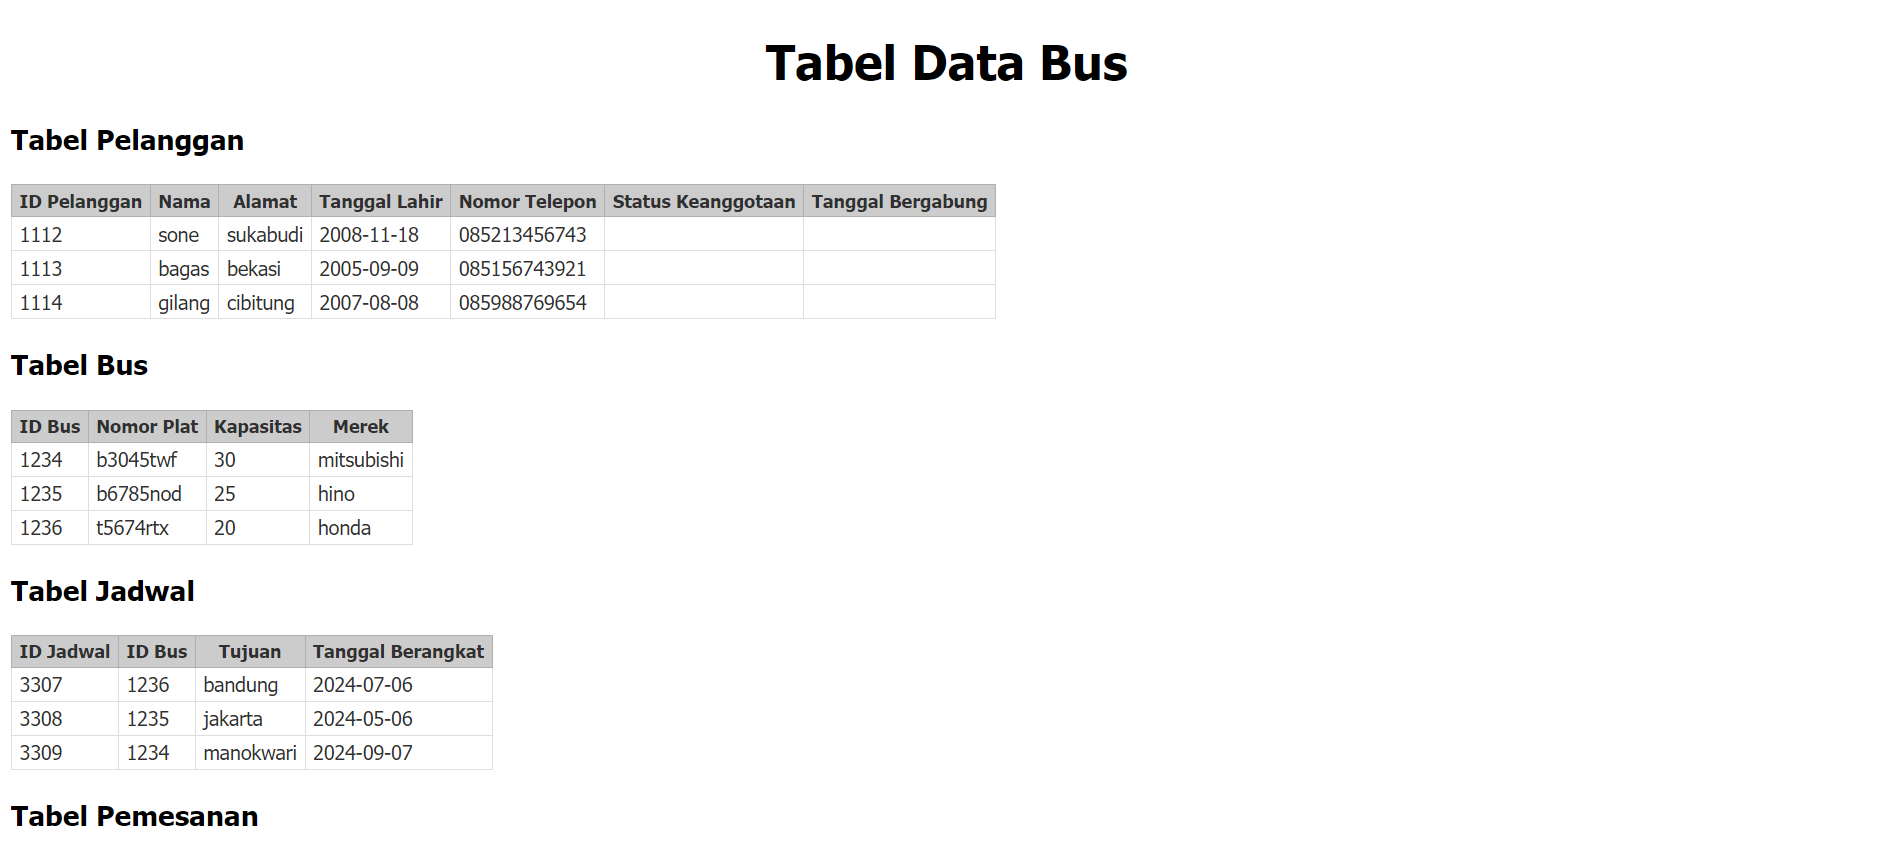 Tabel Data Bus
Tabel Pelanggan
ID Pelanggan Nama Alamat Tanggal Lahir Nomor Telepon Status Keanggotaan Tanggal Bergabung
1112 sone sukabudi 2008-11-18 085213456743
1113 bagas bekasi 2005-09-09 085156743921
1114 gilang cibitung 2007-08-08 085988769654
Tabel Bus
ID Bus Nomor Plat Kapasitas Merek
1234 b3045twf 30 mitsubishi
1235 b6785nod 25 hino
1236 t5674rtx 20 honda
Tabel Jadwal
ID Jadwal ID Bus Tujuan Tanggal Berangkat
3307 1236 bandung 2024-07-06
3308 1235 jakarta 2024-05-06
3309 1234 manokwari 2024-09-07
Tabel Pemesanan